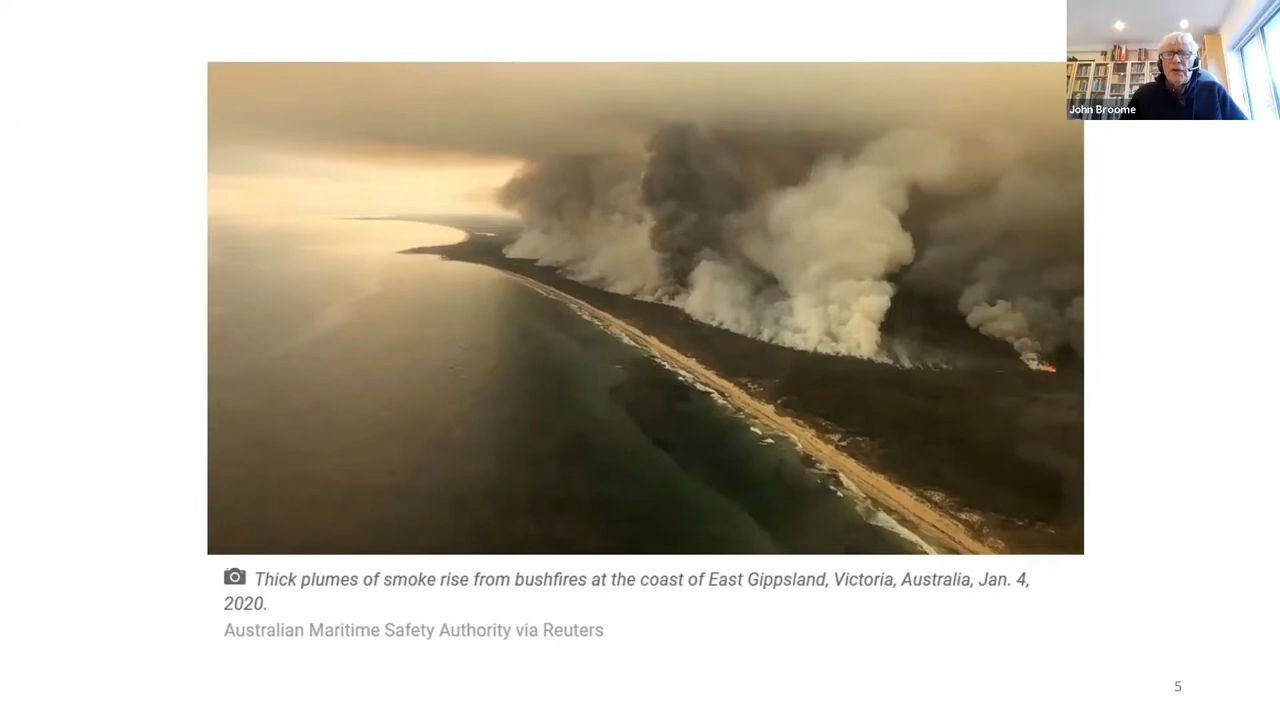 John Broome
Thick plumes of smoke rise from bushfires at the coast of East Gippsland, Victoria, Australia, Jan. 4,
2020.
Australian Maritime Safety Authority via Reuters
5